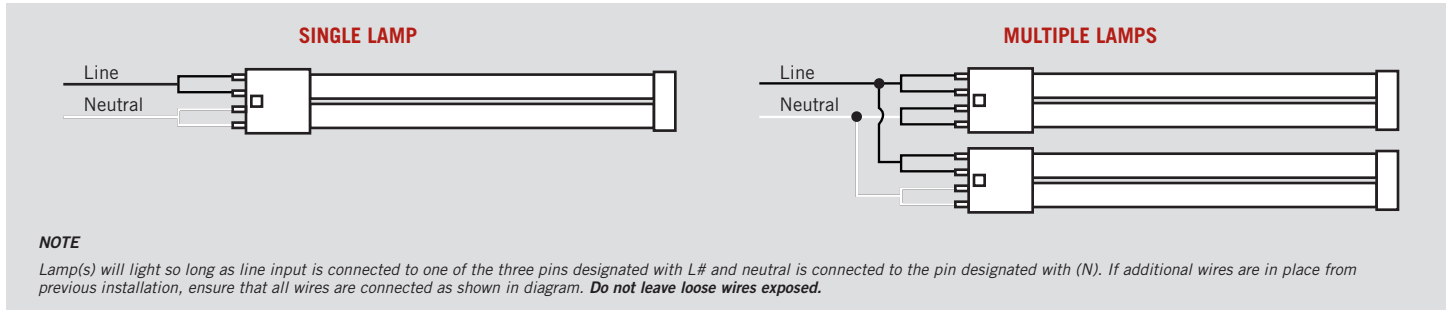 SINGLE LAMP
Line
Neutral
MULTIPLE LAMPS
Line
Neutral
NOTE
Lamp(s) will light so long as line input is connected to one of the three pins designated with L# and neutral is connected to the pin designated with (N). If additional wires are in place from
previous installation, ensure that all wires are connected as shown in diagram. Do not leave loose wires exposed.